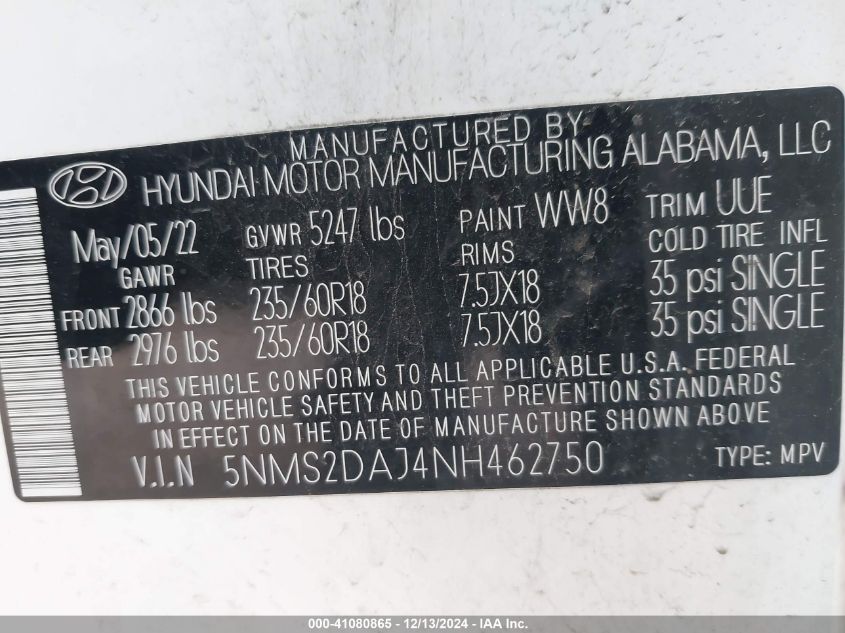 MANUFACTURED BY
HYUNDAI MOTOR MANUFACTURING ALABAMA, LLC
May/05/22 GVWR 5247 lbs PAINT WW8 TRIM UUE
GAWR TIRES RIMS COLD TIRE INFL
FRONT 2866 lbs 235/60R18 7.5JX18 35 psi SINGLE
REAR 2976 lbs 235/60R18 7.5JX18 35 psi SINGLE
THIS VEHICLE CONFORMS TO ALL APPLICABLE U.S.A. FEDERAL
MOTOR VEHICLE SAFETY AND THEFT PREVENTION STANDARDS
IN EFFECT ON THE DATE OF MANUFACTURE SHOWN ABOVE
V.I.N 5NMS2DAJ4NH462750 TYPE: MPV
000-41080865 - 12/13/2024 - IAA Inc.